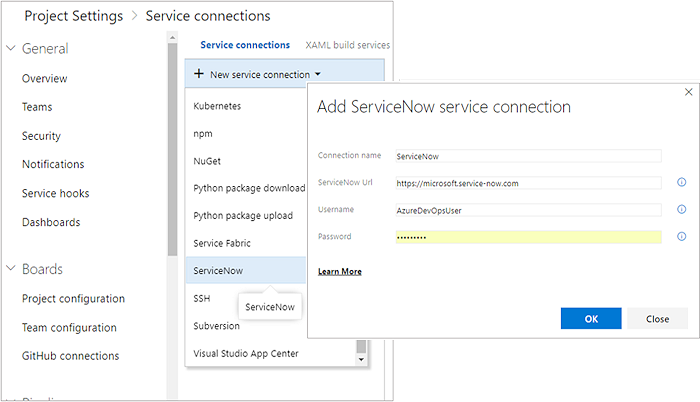 Project Settings > Service connections
General
Overview
Teams
Security
Notifications
Service hooks
Dashboards
Boards
Project configuration
Team configuration
GitHub connections
Service connections XAML build services
+ New service connection
Kubernetes
npm
NuGet
Python package download
Python package upload
Service Fabric
ServiceNow
SSH
ServiceNow
Subversion
Visual Studio App Center
Add ServiceNow service connection
Connection name ServiceNow
ServiceNow Url https://microsoft.service-now.com
Username AzureDevOpsUser
Password •••••••••
Learn More
OK Close